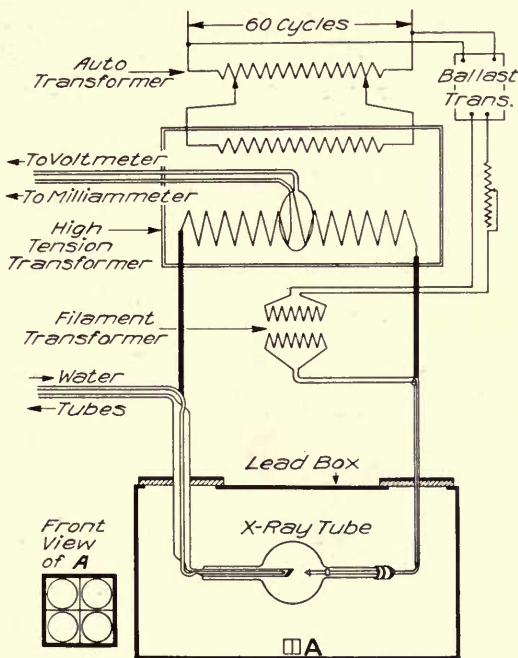 60 Cycles
Auto
Transformer
Ballast
Trans.
To Voltmeter
To Milliammeter
High
Tension
Transformer
Filament
Transformer
Water
Tubes
Lead Box
X-Ray Tube
Front
View
of A
A